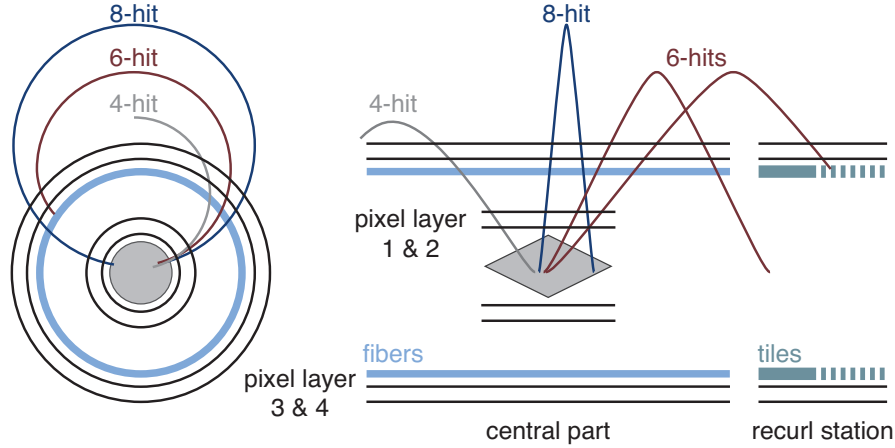 8-hit
6-hit
4-hit
8-hit
6-hits
4-hit
pixel layer
1 & 2
fibers
tiles
pixel layer
3 & 4
central part
recurl station